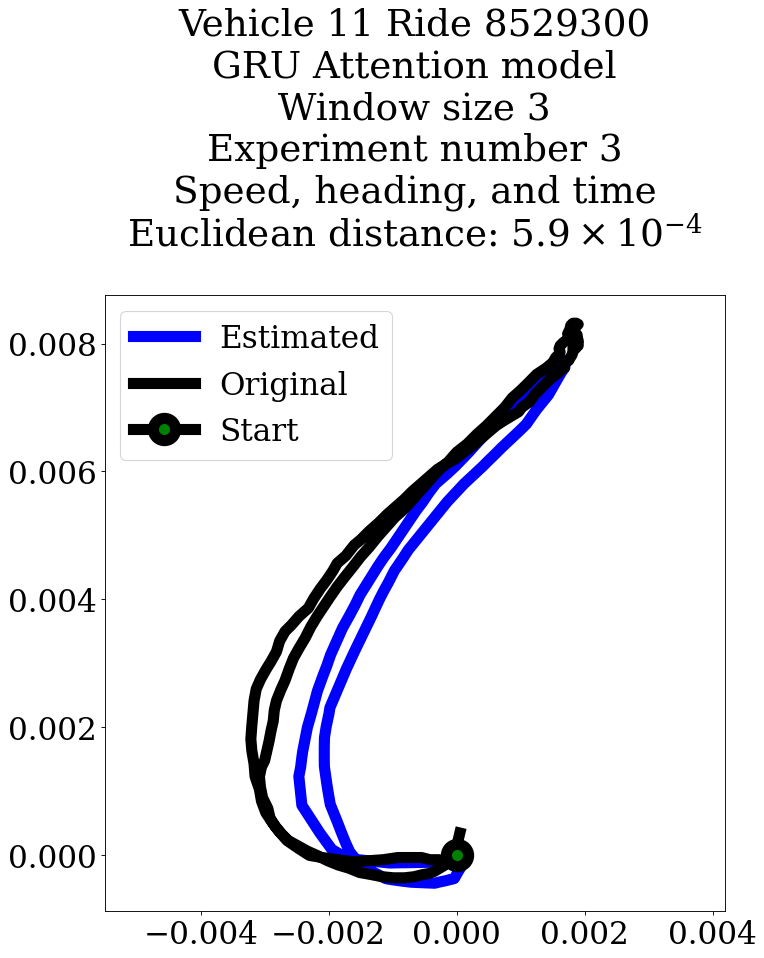 Vehicle 11 Ride 8529300
GRU Attention model
Window size 3
Experiment number 3
Speed, heading, and time
Euclidean distance: 5.9 × 10⁻⁴
Estimated
Original
Start
0.008
0.006
0.004
0.002
0.000
−0.004
−0.002
0.000
0.002
0.004